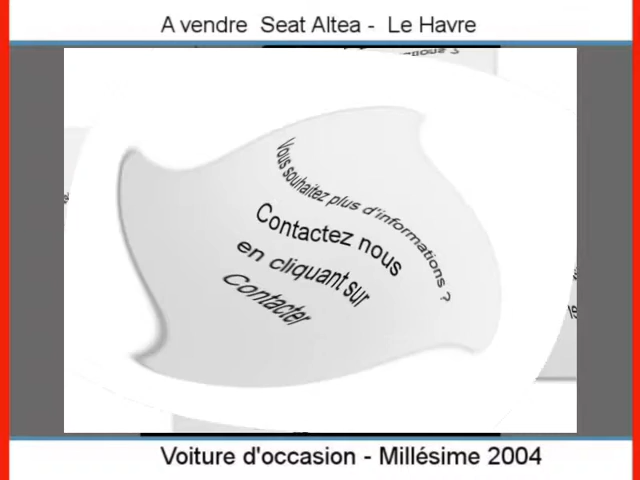 A vendre Seat Altea - Le Havre
ons ?
Vous souhaitez plus d'informations ?
Contactez nous
en cliquant sur
Contacter
Voiture d'occasion - Millésime 2004